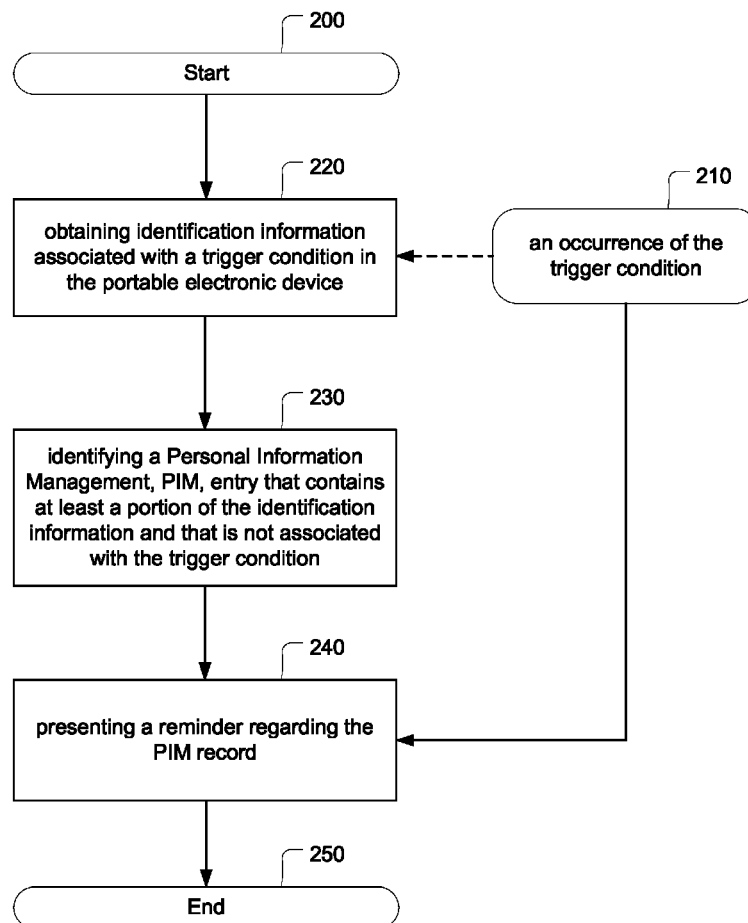 200
Start
220
obtaining identification information
associated with a trigger condition in
the portable electronic device
210
an occurrence of the
trigger condition
230
identifying a Personal Information
Management, PIM, entry that contains
at least a portion of the identification
information and that is not associated
with the trigger condition
240
presenting a reminder regarding the
PIM record
250
End